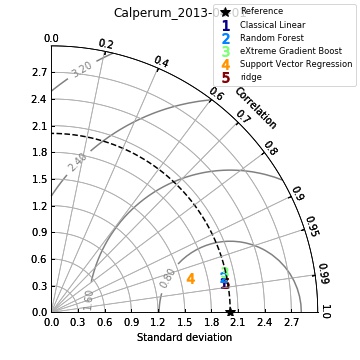 Calperum_2013-
Reference
1 Classical Linear
2 Random Forest
3 eXtreme Gradient Boost
4 Support Vector Regression
5 ridge
0.0 0.2 0.4 0.6 0.7 0.8 0.9 0.95 0.99 1.0
Correlation
2.7
2.4
2.1
1.8
1.5
1.2
0.9
0.6
0.3
0.0
3.20
2.40
1.60
0.80
4
3
0.0 0.3 0.6 0.9 1.2 1.5 1.8 2.1 2.4 2.7
Standard deviation